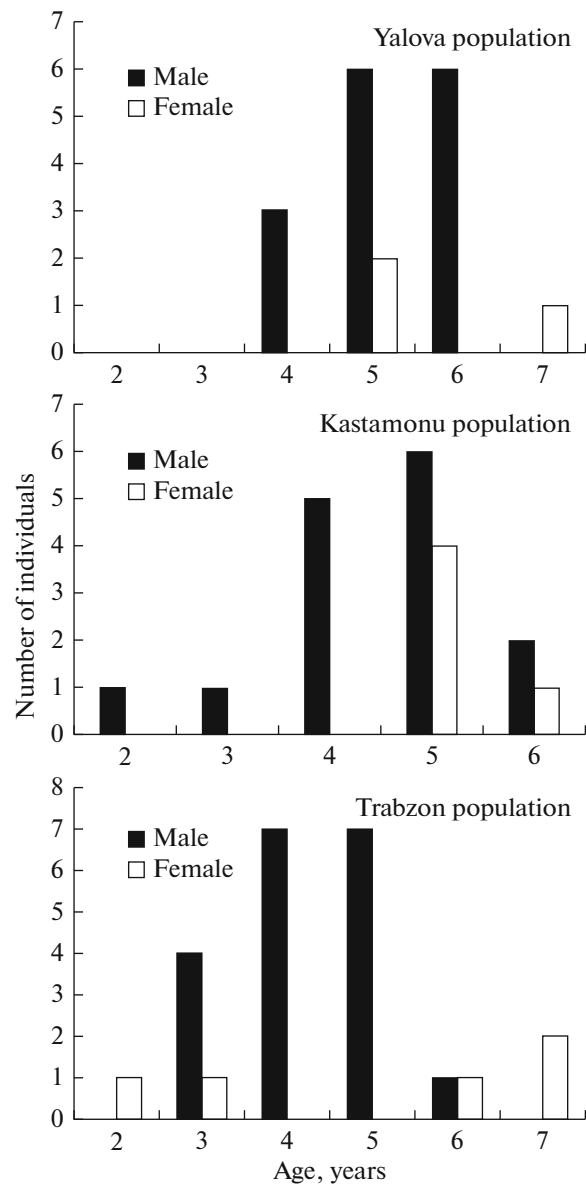 Yalova population
Male
Female
7
6
5
4
3
2
1
0
2 3 4 5 6 7
Kastamonu population
Male
Female
7
6
5
4
3
2
1
0
2 3 4 5 6
Number of individuals
Trabzon population
Male
Female
8
7
6
5
4
3
2
1
0
2 3 4 5 6 7
Age, years